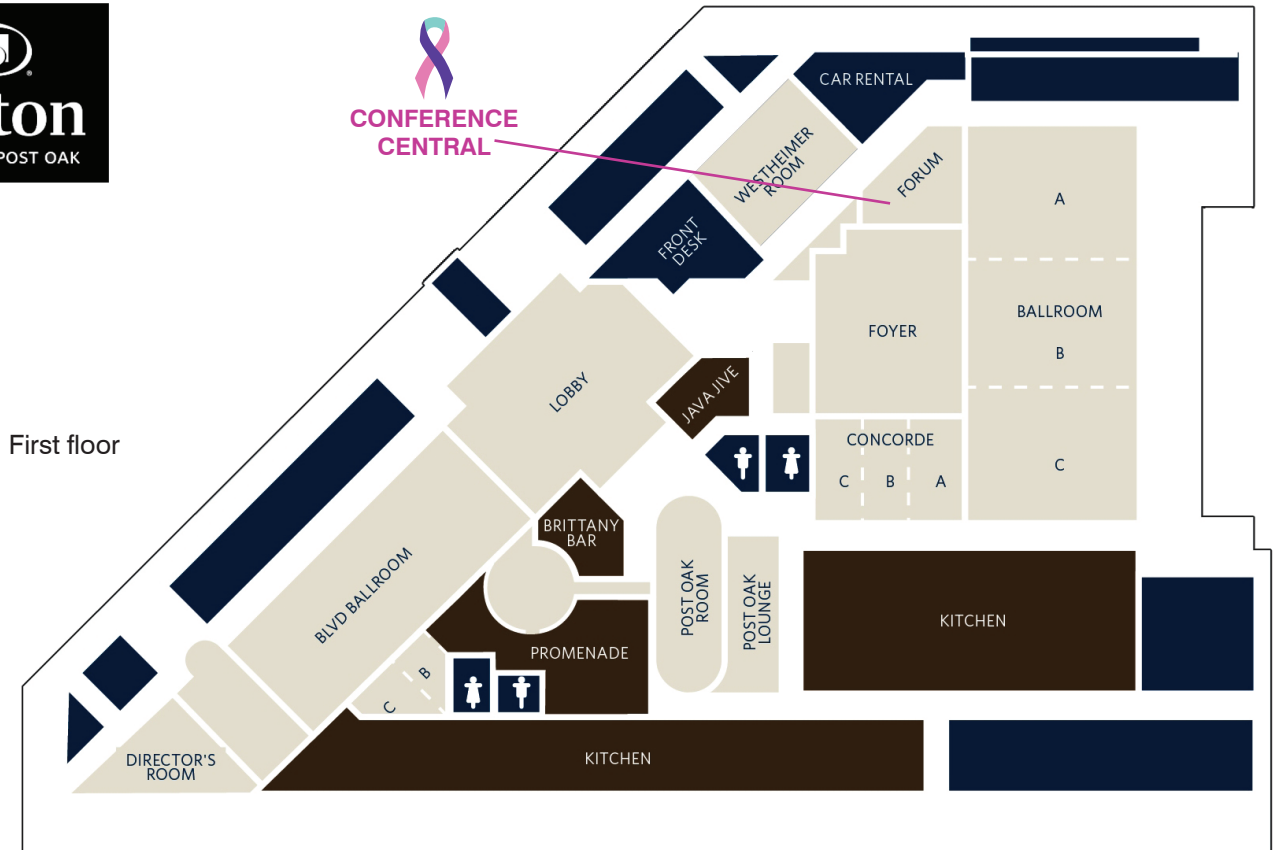 ton
POST OAK
CONFERENCE
CENTRAL
CAR RENTAL
WESTHEIMER
ROOM
FORUM
A
FRONT
DESK
BALLROOM
FOYER
B
LOBBY
JAVA JIVE
First floor
CONCORDE
C
C B A
BRITTANY
BAR
BLVD BALLROOM
POST OAK
ROOM
POST OAK
LOUNGE
KITCHEN
PROMENADE
B
C
DIRECTOR'S
ROOM
KITCHEN